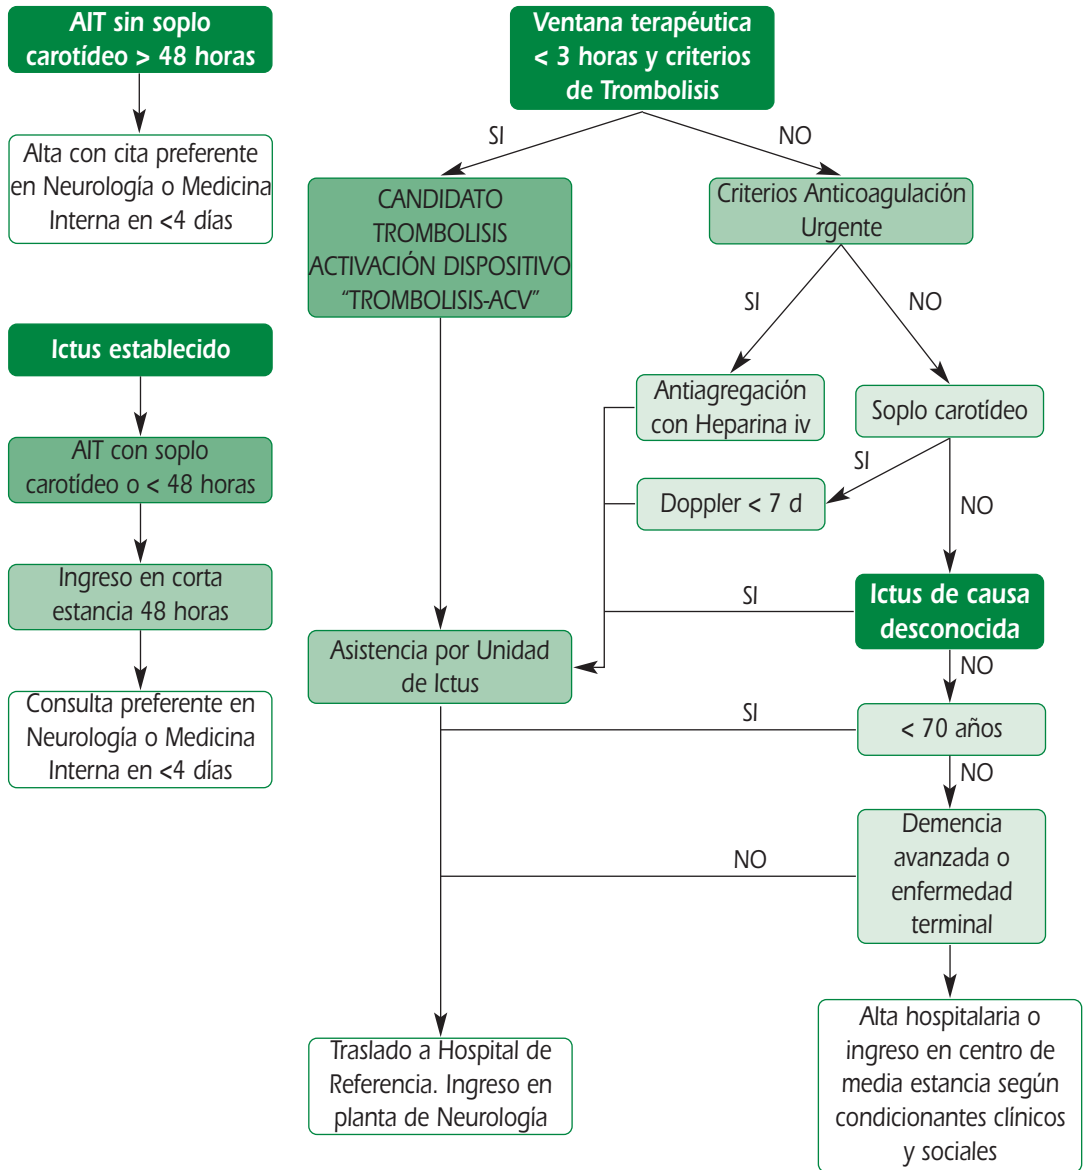 AIT sin soplo
carotídeo > 48 horas
Alta con cita preferente
en Neurología o Medicina
Interna en <4 días
Ictus establecido
AIT con soplo
carotídeo o < 48 horas
Ingreso en corta
estancia 48 horas
Consulta preferente en
Neurología o Medicina
Interna en <4 días
Ventana terapéutica
< 3 horas y criterios
de Trombolisis
SI
NO
CANDIDATO
TROMBOLISIS
ACTIVACIÓN DISPOSITIVO
“TROMBOLISIS-ACV”
Criterios Anticoagulación
Urgente
SI
NO
Antiagregación
con Heparina iv
Soplo carotídeo
SI
Doppler < 7 d
NO
SI
Ictus de causa
desconocida
Asistencia por Unidad
de Ictus
NO
SI
< 70 años
NO
Demencia
avanzada o
enfermedad
terminal
NO
Traslado a Hospital de
Referencia. Ingreso en
planta de Neurología
Alta hospitalaria o
ingreso en centro de
media estancia según
condicionantes clínicos
y sociales